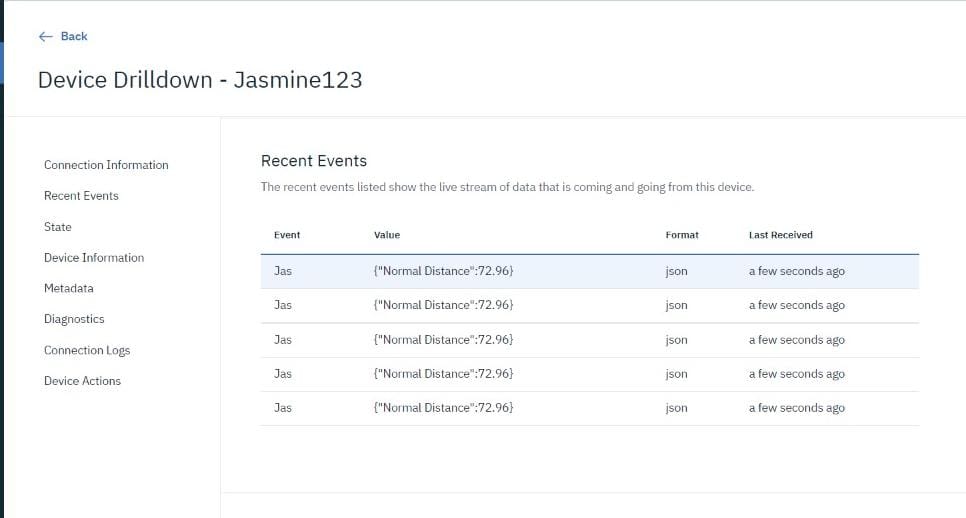 ← Back
Device Drilldown - Jasmine123
Connection Information
Recent Events
State
Device Information
Metadata
Diagnostics
Connection Logs
Device Actions
Recent Events
The recent events listed show the live stream of data that is coming and going from this device.
Event Value Format Last Received
Jas {"Normal Distance":72.96} json a few seconds ago
Jas {"Normal Distance":72.96} json a few seconds ago
Jas {"Normal Distance":72.96} json a few seconds ago
Jas {"Normal Distance":72.96} json a few seconds ago
Jas {"Normal Distance":72.96} json a few seconds ago